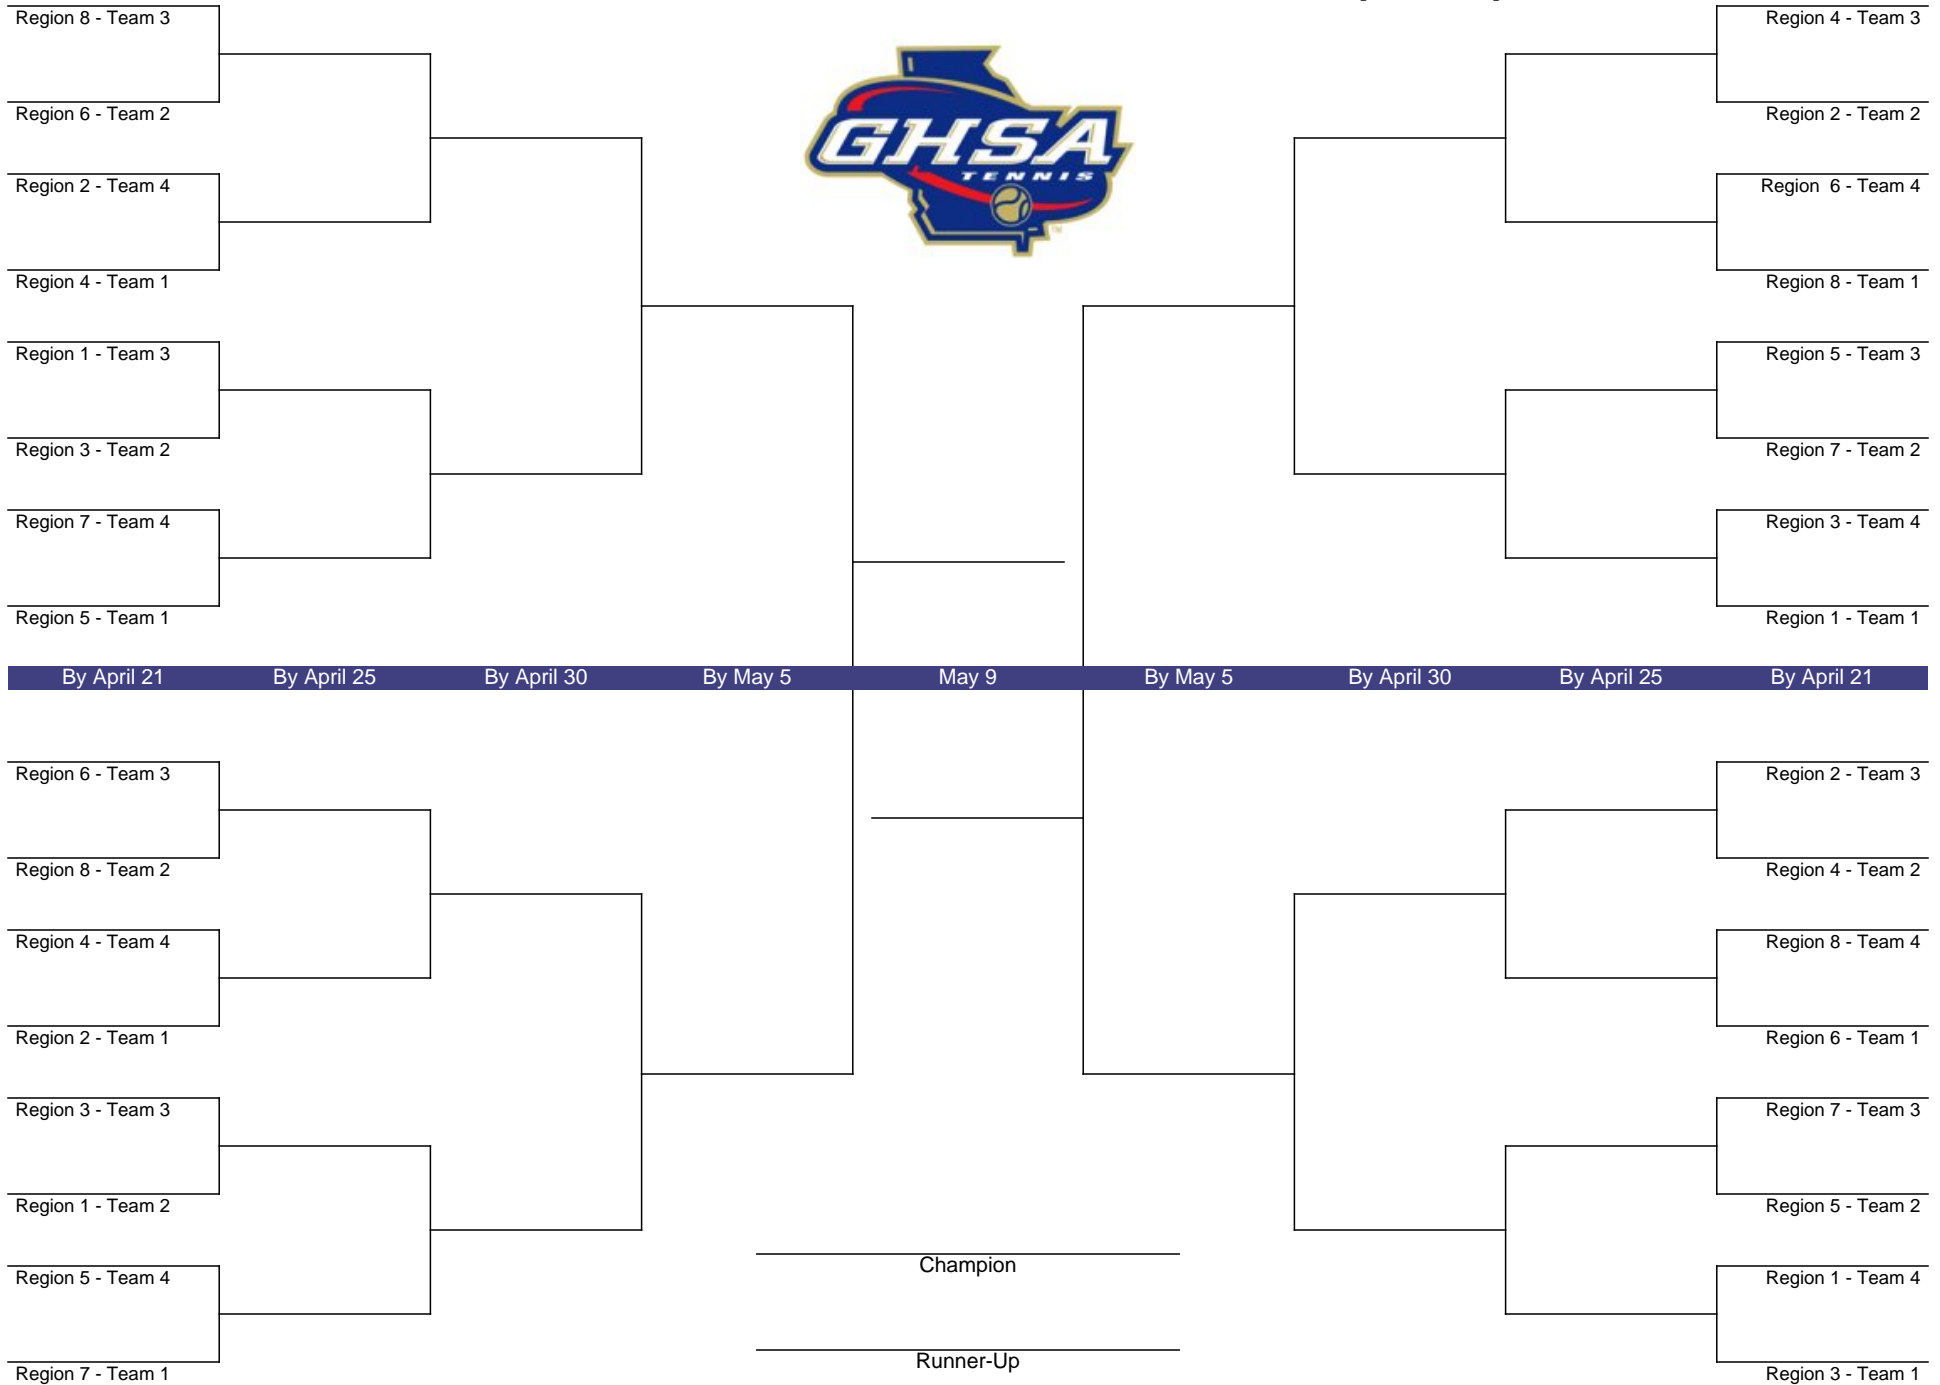 Region 8 - Team 3
Region 6 - Team 2
Region 2 - Team 4
Region 4 - Team 1
Region 1 - Team 3
Region 3 - Team 2
Region 7 - Team 4
Region 5 - Team 1
GHSA
TENNIS
TM
Region 4 - Team 3
Region 2 - Team 2
Region  6 - Team 4
Region 8 - Team 1
Region 5 - Team 3
Region 7 - Team 2
Region 3 - Team 4
Region 1 - Team 1
By April 21 By April 25 By April 30 By May 5 May 9 By May 5 By April 30 By April 25 By April 21
Region 6 - Team 3
Region 8 - Team 2
Region 4 - Team 4
Region 2 - Team 1
Region 3 - Team 3
Region 1 - Team 2
Region 5 - Team 4
Region 7 - Team 1
Champion
Runner-Up
Region 2 - Team 3
Region 4 - Team 2
Region 8 - Team 4
Region 6 - Team 1
Region 7 - Team 3
Region 5 - Team 2
Region 1 - Team 4
Region 3 - Team 1